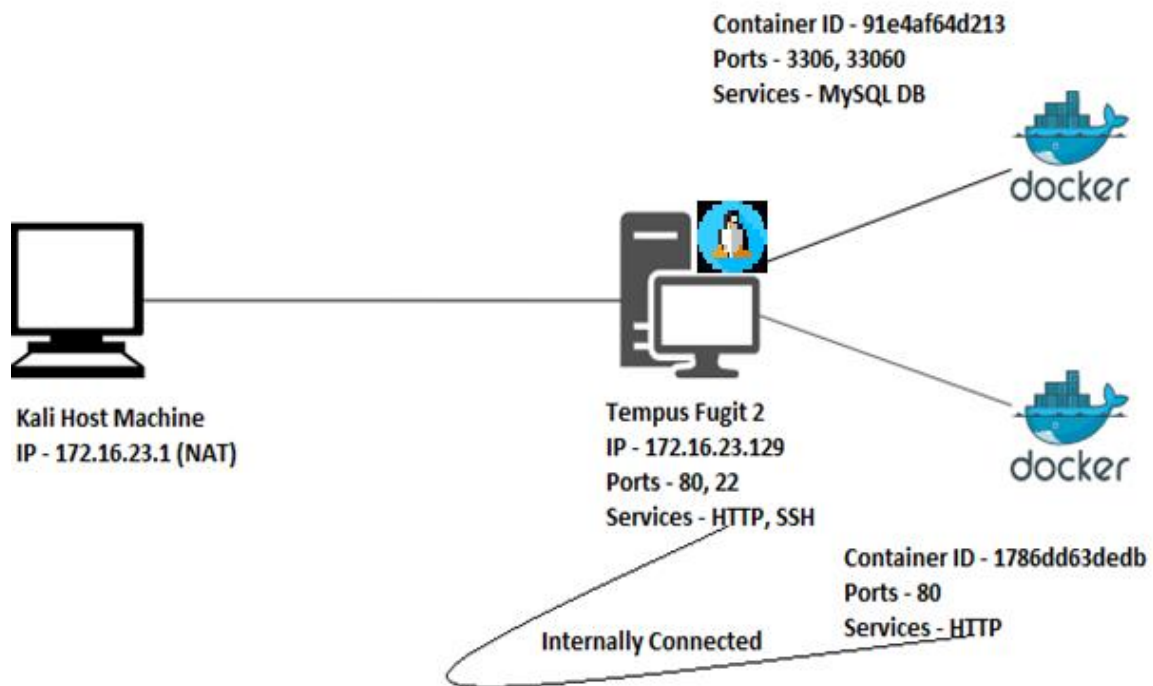 Container ID - 91e4af64d213
Ports - 3306, 33060
Services - MySQL DB
docker
Kali Host Machine
IP - 172.16.23.1 (NAT)
Tempus Fugit 2
IP - 172.16.23.129
Ports - 80, 22
Services - HTTP, SSH
docker
Container ID - 1786dd63dedb
Ports - 80
Services - HTTP
Internally Connected